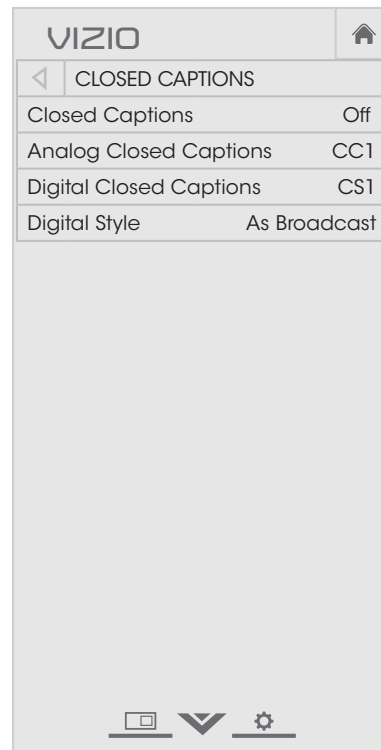 VIZIO
CLOSED CAPTIONS
Closed Captions Off
Analog Closed Captions CC1
Digital Closed Captions CS1
Digital Style As Broadcast